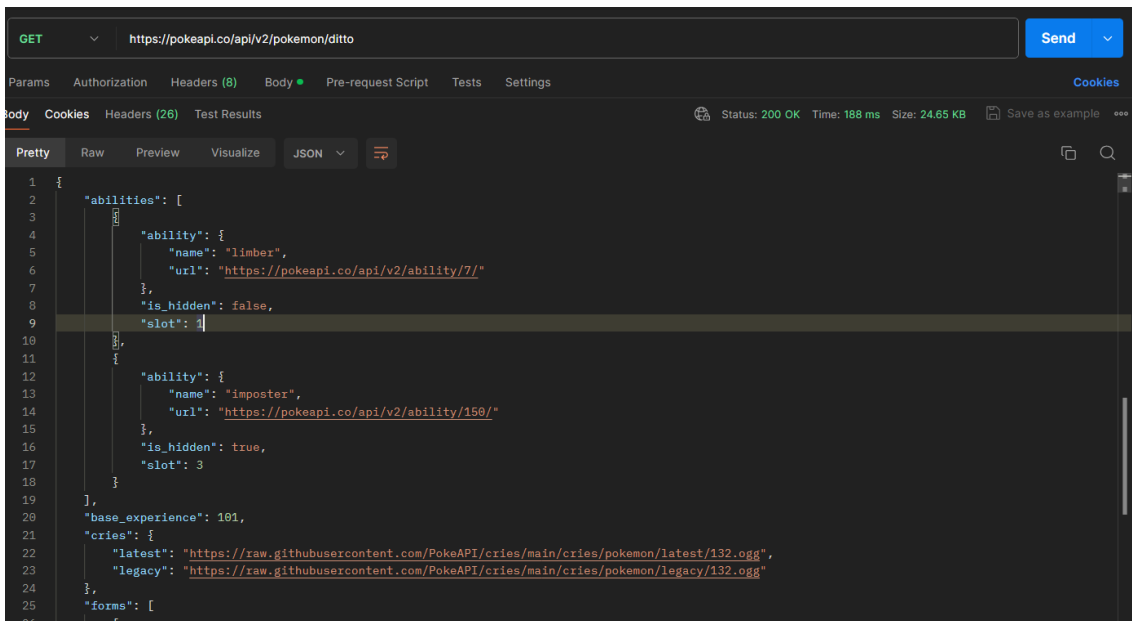 GET https://pokeapi.co/api/v2/pokemon/ditto Send
Params Authorization Headers (8) Body Pre-request Script Tests Settings Cookies
Body Cookies Headers (26) Test Results Status: 200 OK Time: 188 ms Size: 24.65 KB Save as example
Pretty Raw Preview Visualize JSON
1 {
2 "abilities": [
3 {
4 "ability": {
5 "name": "limber",
6 "url": "https://pokeapi.co/api/v2/ability/7/"
7 },
8 "is_hidden": false,
9 "slot": 1
10 },
11 {
12 "ability": {
13 "name": "imposter",
14 "url": "https://pokeapi.co/api/v2/ability/150/"
15 },
16 "is_hidden": true,
17 "slot": 3
18 }
19 ],
20 "base_experience": 101,
21 "cries": {
22 "latest": "https://raw.githubusercontent.com/PokeAPI/cries/main/cries/pokemon/latest/132.ogg",
23 "legacy": "https://raw.githubusercontent.com/PokeAPI/cries/main/cries/pokemon/legacy/132.ogg"
24 },
25 "forms": [